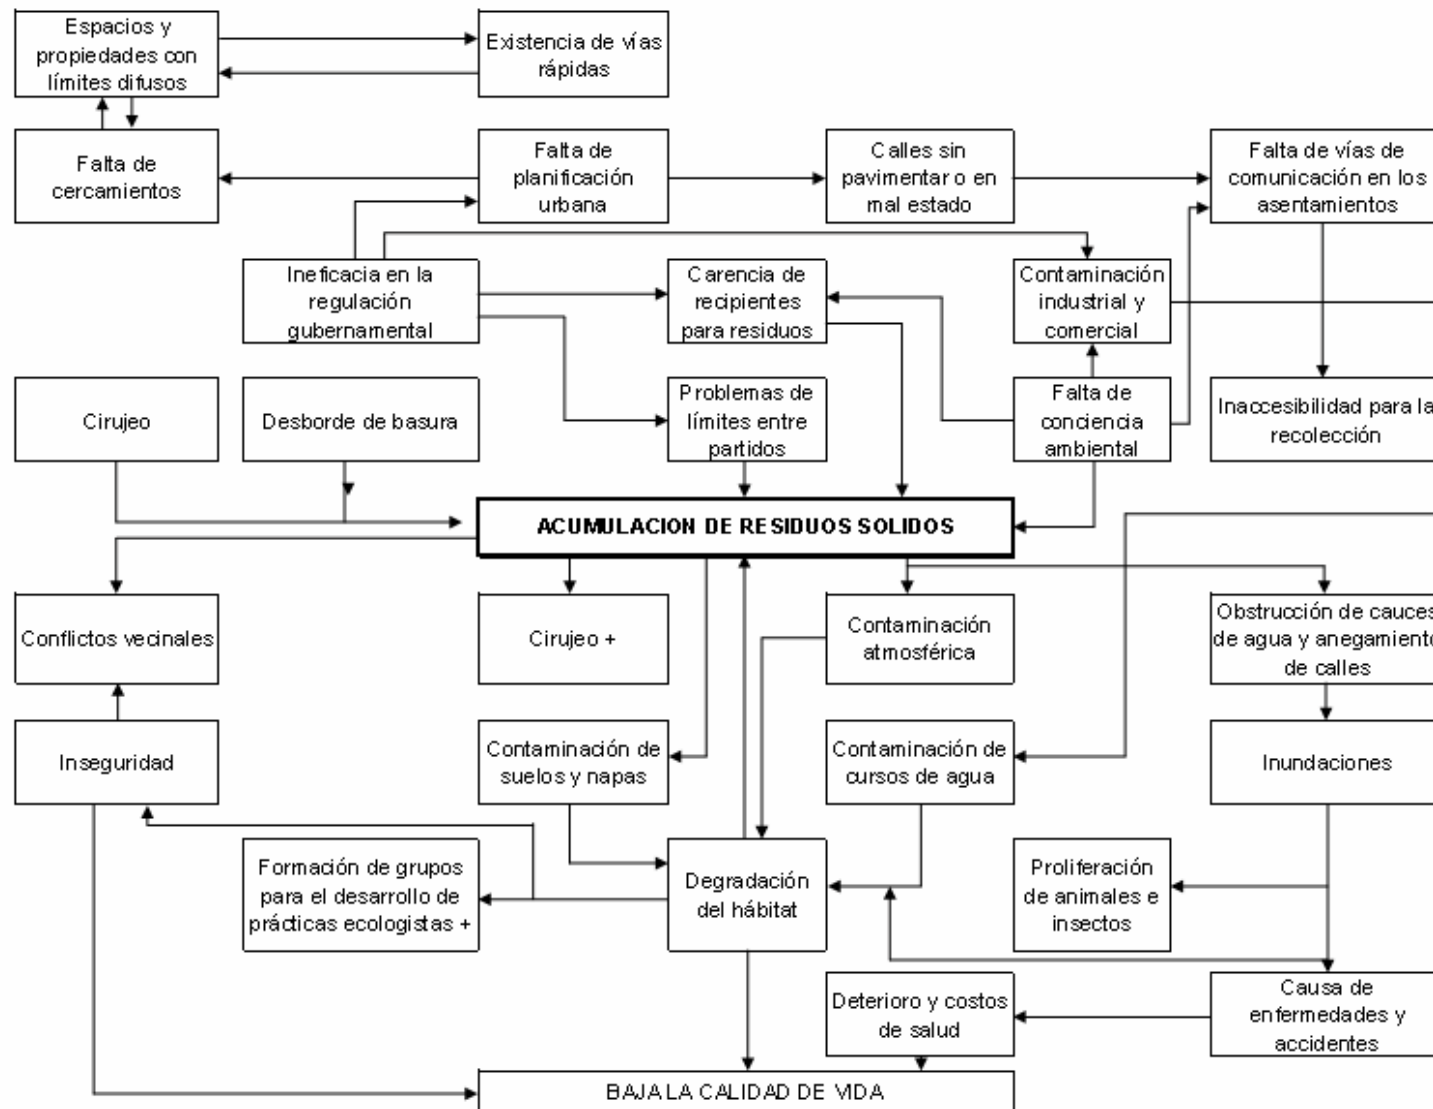 Espacios y
propiedades con
límites difusos
Existencia de vías
rápidas
Falta de
cercamientos
Falta de
planificación
urbana
Calles sin
pavimentar o en
mal estado
Falta de vías de
comunicación en los
asentamientos
Ineficacia en la
regulación
gubernamental
Carencia de
recipientes
para residuos
Contaminación
industrial y
comercial
Cirujeo
Desborde de basura
Problemas de
límites entre
partidos
Falta de
conciencia
ambiental
Inaccesibilidad para la
recolección
ACUMULACION DE RESIDUOS SOLIDOS
Conflictos vecinales
Cirujeo +
Contaminación
atmosférica
Obstrucción de cauces
de agua y anegamiento
de calles
Inseguridad
Contaminación de
suelos y napas
Contaminación de
cursos de agua
Inundaciones
Formación de grupos
para el desarrollo de
prácticas ecologistas +
Degradación
del hábitat
Proliferación
de animales e
insectos
Deterioro y costos
de salud
Causa de
enfermedades y
accidentes
BAJA LA CALIDAD DE VIDA